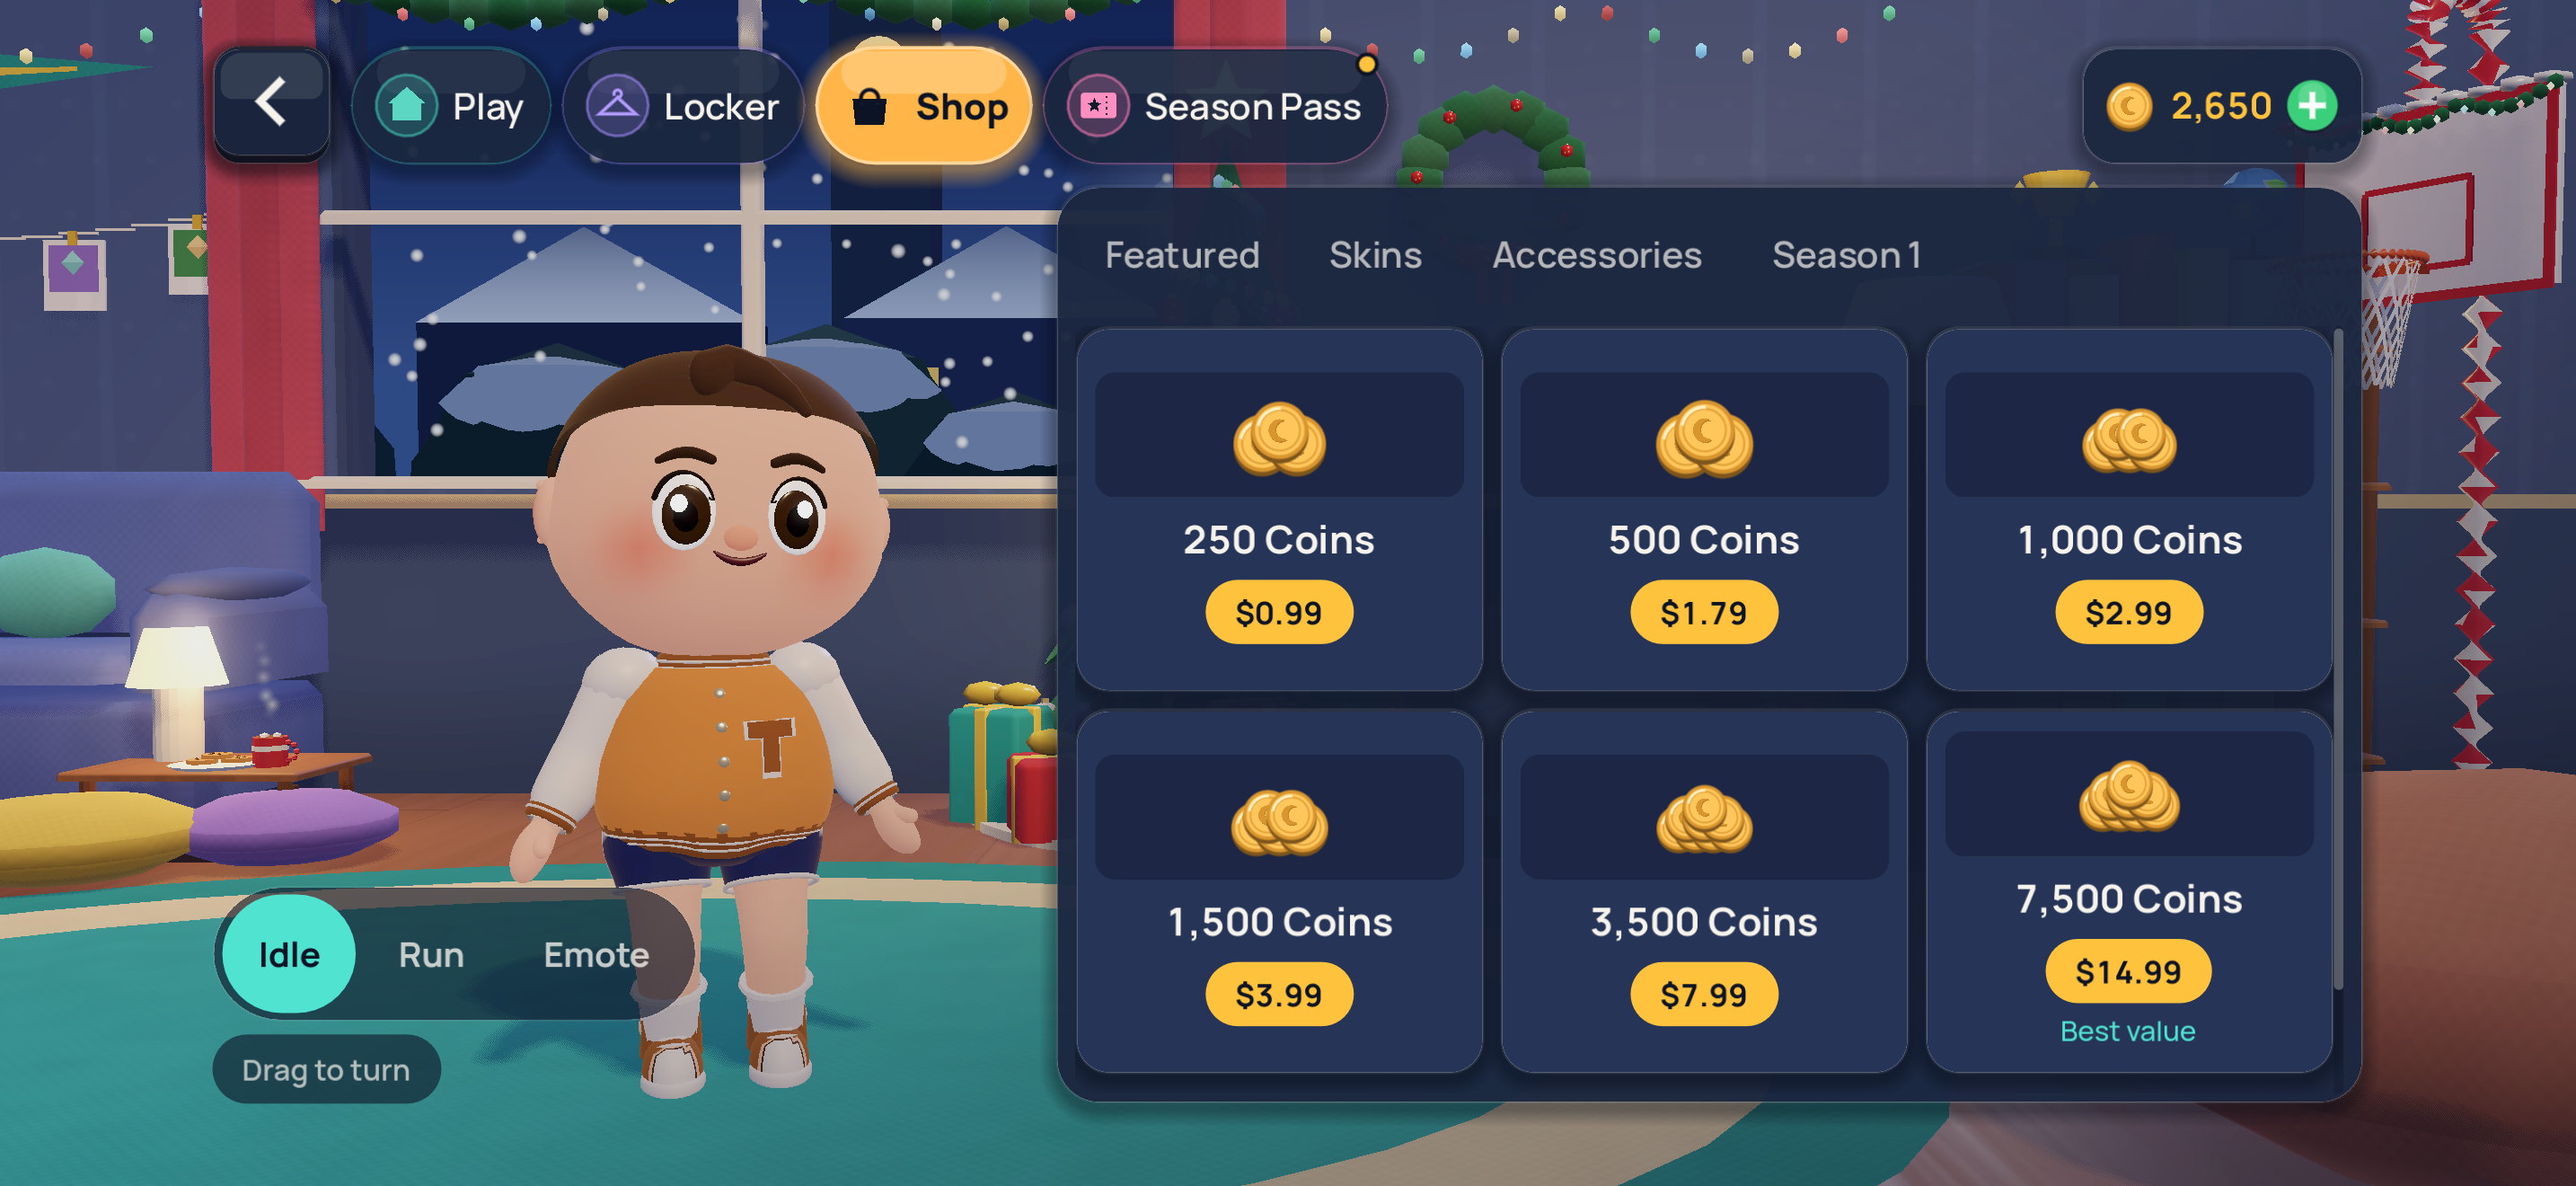 Play
Locker
Shop
Season Pass
2,650
Featured
Skins
Accessories
Season 1
250 Coins
$0.99
500 Coins
$1.79
1,000 Coins
$2.99
1,500 Coins
$3.99
3,500 Coins
$7.99
7,500 Coins
$14.99
Best value
T
Idle
Run
Emote
Drag to turn